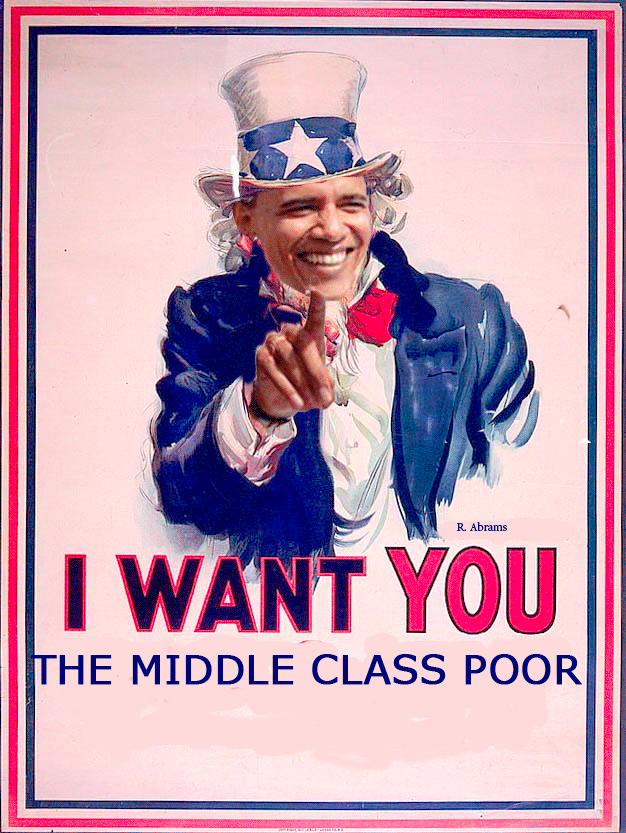 R. Abrams
I WANT YOU
THE MIDDLE CLASS POOR